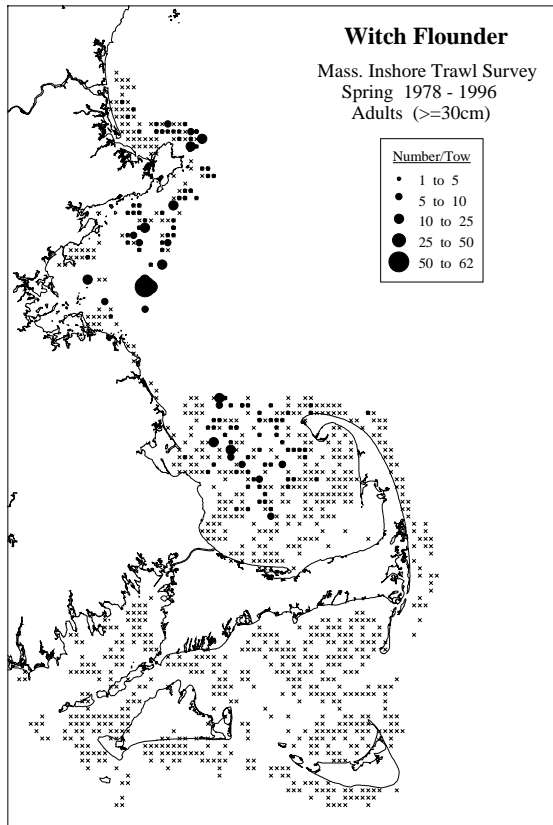 Witch Flounder
Mass. Inshore Trawl Survey
Spring 1978 - 1996
Adults (>=30cm)
Number/Tow
1 to 5
5 to 10
10 to 25
25 to 50
50 to 62